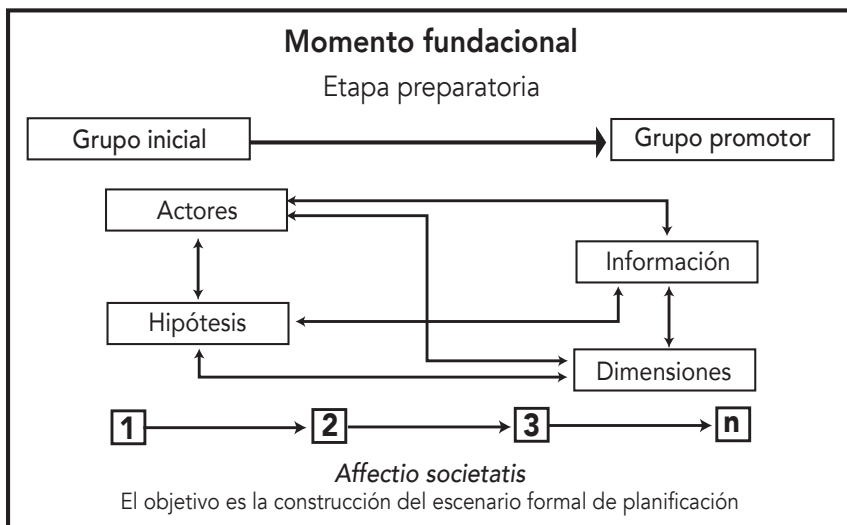 Momento fundacional
Etapa preparatoria
Grupo inicial
Grupo promotor
Actores
Información
Hipótesis
Dimensiones
1
2
3
n
Affectio societatis
El objetivo es la construcción del escenario formal de planificación